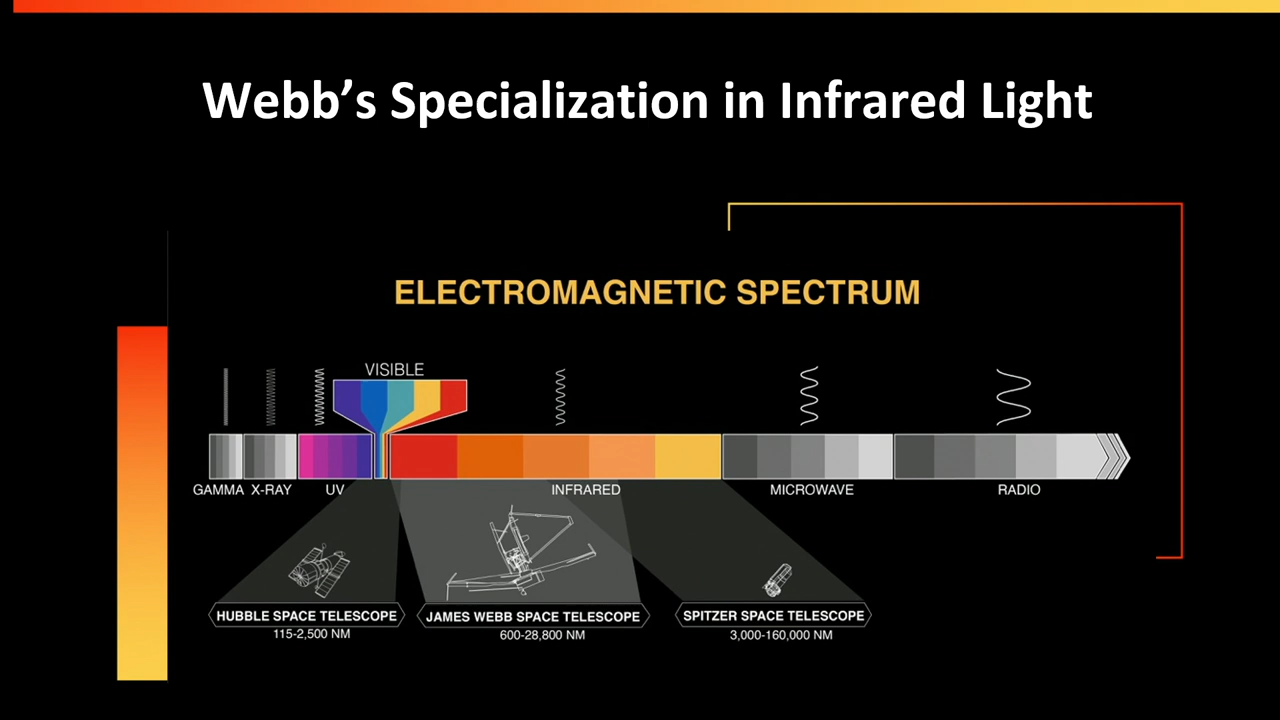 Webb’s Specialization in Infrared Light
ELECTROMAGNETIC SPECTRUM
VISIBLE
GAMMA X-RAY UV INFRARED MICROWAVE RADIO
HUBBLE SPACE TELESCOPE
115-2,500 NM
JAMES WEBB SPACE TELESCOPE
600-28,800 NM
SPITZER SPACE TELESCOPE
3,000-160,000 NM